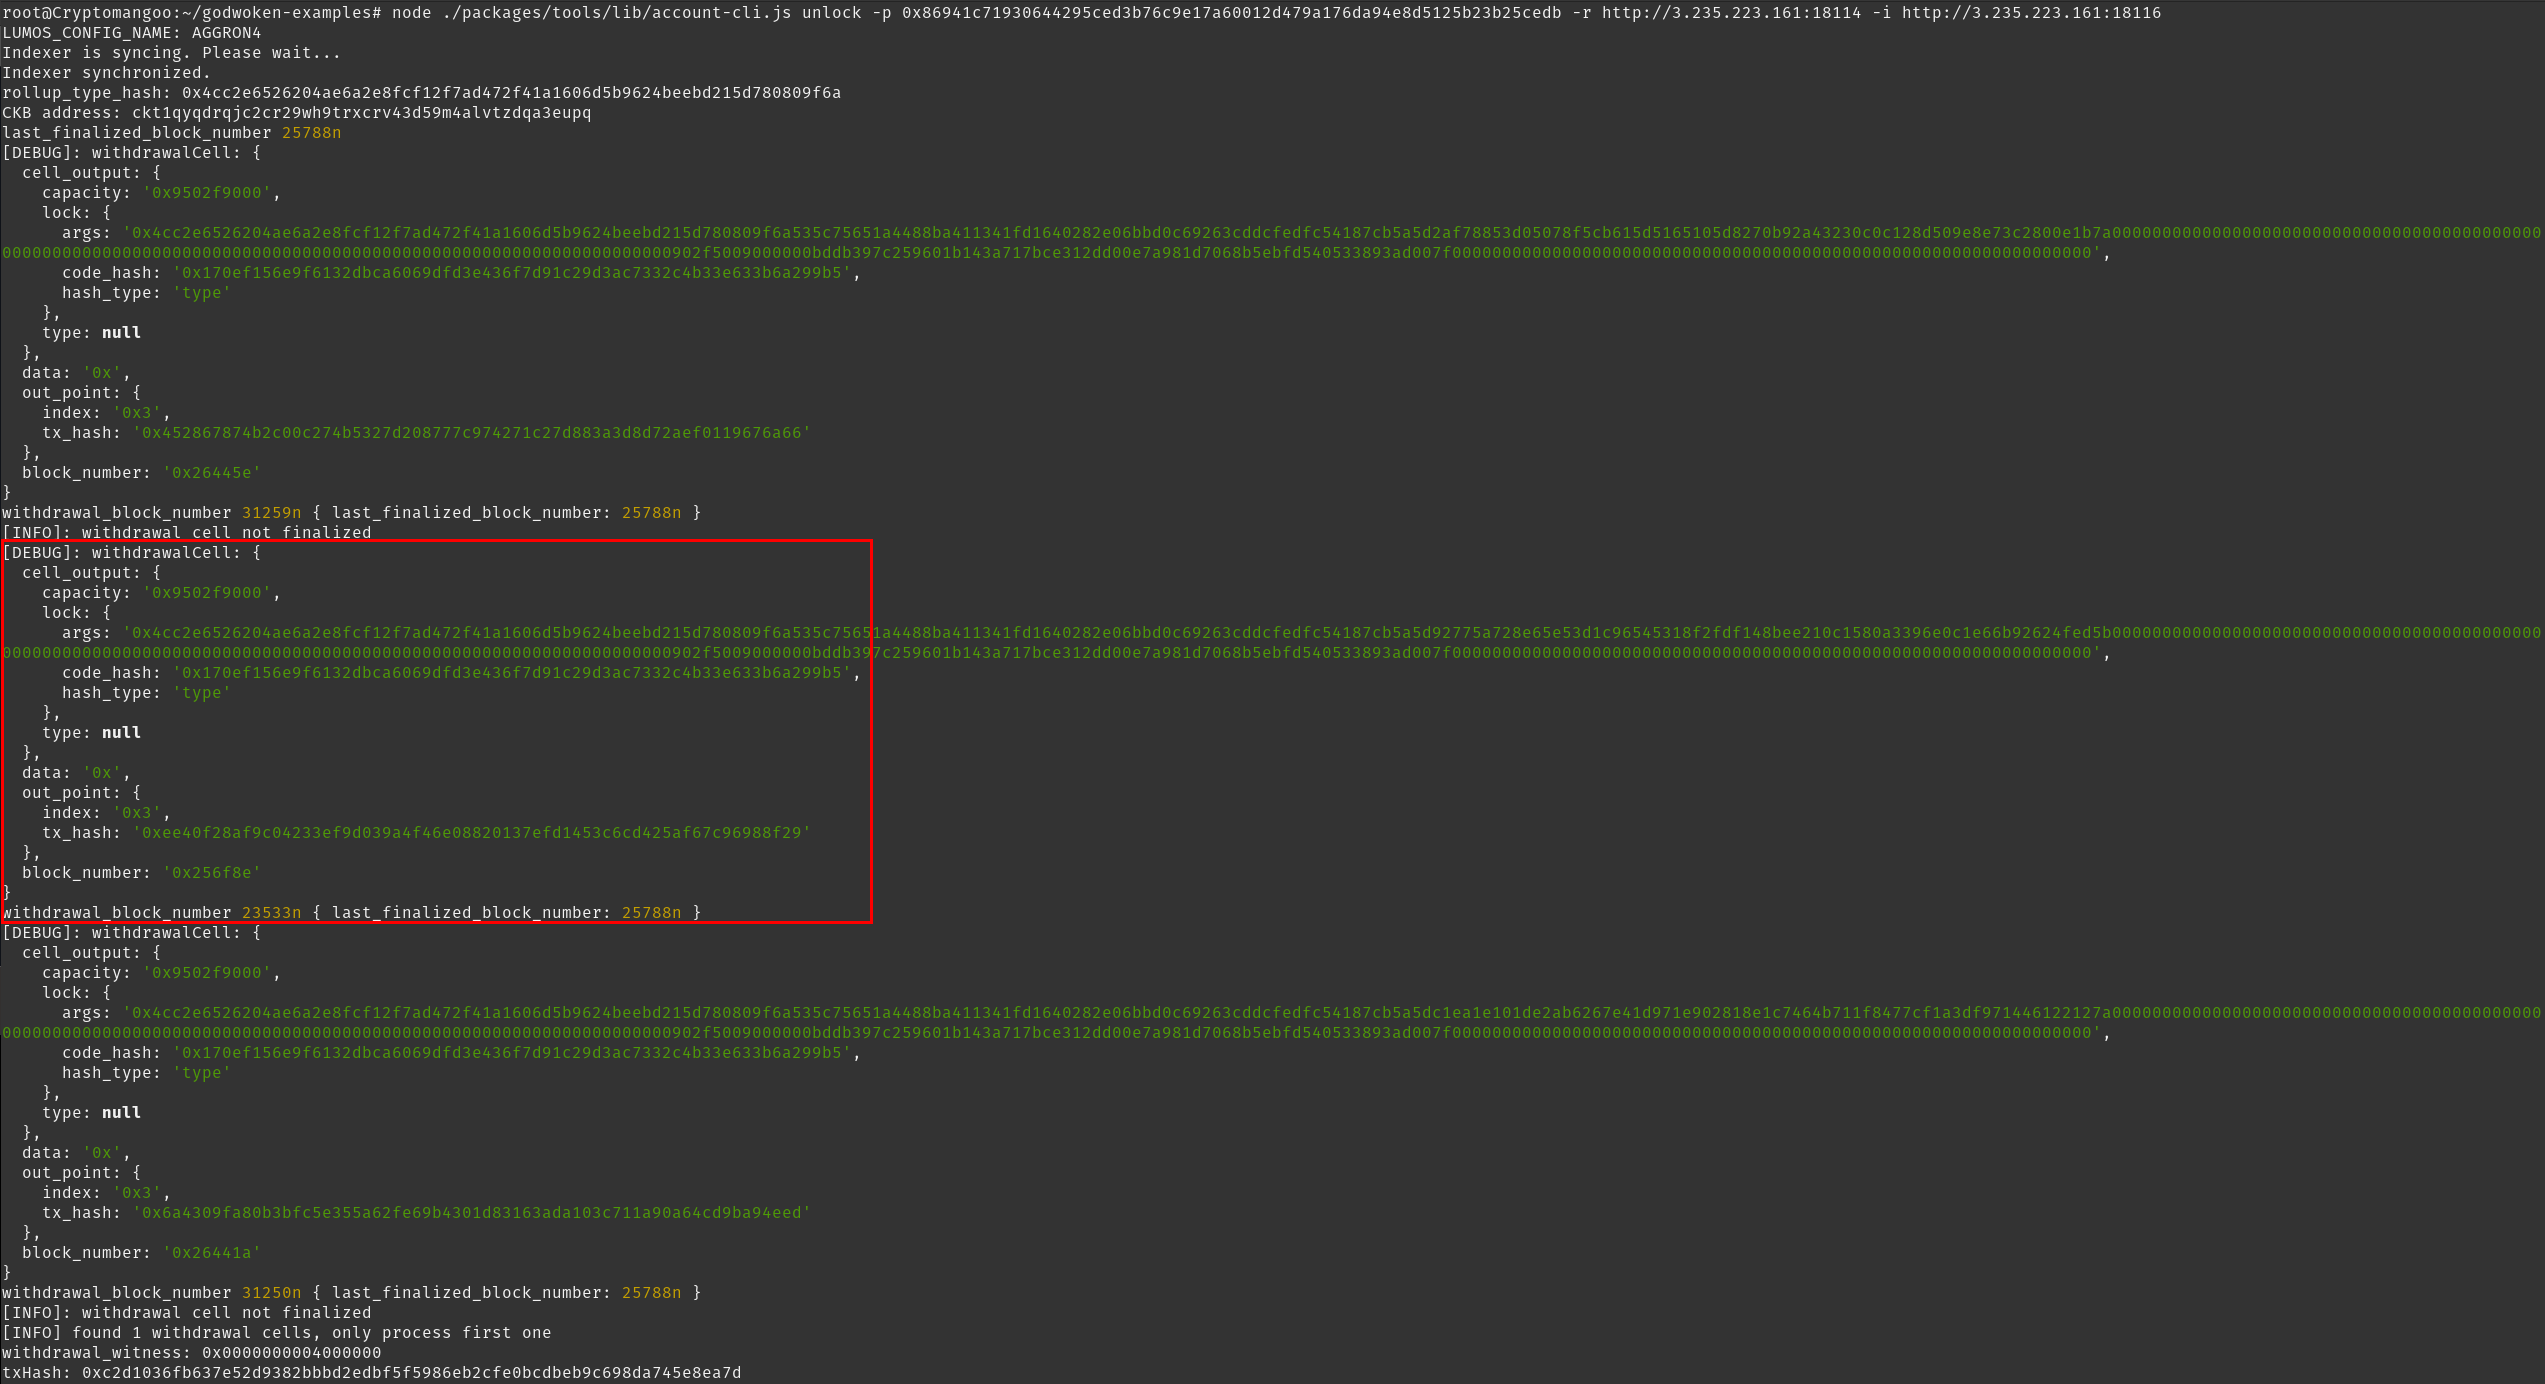 root@Cryptomangoo:~/godwoken-examples# node ./packages/tools/lib/account-cli.js unlock -p 0x86941c71930644295ced3b76c9e17a60012d479a176da94e8d5125b23b25cedb -r http://3.235.223.161:18114 -i http://3.235.223.161:18116
LUMOS_CONFIG_NAME: AGGRON4
Indexer is syncing. Please wait...
Indexer synchronized.
rollup_type_hash: 0x4cc2e6526204ae6a2e8fcf12f7ad472f41a1606d5b9624beebd215d780809f6a
CKB address: ckt1qyqdrqjc2cr29wh9trxcrv43d59m4alvtzdqa3eupq
last_finalized_block_number 25788n
[DEBUG]: withdrawalCell: {
  cell_output: {
    capacity: '0x9502f9000',
    lock: {
      args: '0x4cc2e6526204ae6a2e8fcf12f7ad472f41a1606d5b9624beebd215d780809f6a535c75651a4488ba411341fd1640282e06bbd0c69263cddcfedfc54187cb5a5d2af78853d05078f5cb615d5165105d8270b92a43230c0c128d509e8e73c2800e1b7a0000000000000000000000000000000000000000000
0000000000000000000000000000000000000000000000000000000000000000000902f5009000000bddb397c259601b143a717bce312dd00e7a981d7068b5ebfd540533893ad007f0000000000000000000000000000000000000000000000000000000000000000',
      code_hash: '0x170ef156e9f6132dbca6069dfd3e436f7d91c29d3ac7332c4b33e633b6a299b5',
      hash_type: 'type'
    },
    type: null
  },
  data: '0x',
  out_point: {
    index: '0x3',
    tx_hash: '0x452867874b2c00c274b5327d208777c974271c27d883a3d8d72aef0119676a66'
  },
  block_number: '0x26445e'
}
withdrawal_block_number 31259n { last_finalized_block_number: 25788n }
[INFO]: withdrawal cell not finalized
[DEBUG]: withdrawalCell: {
  cell_output: {
    capacity: '0x9502f9000',
    lock: {
      args: '0x4cc2e6526204ae6a2e8fcf12f7ad472f41a1606d5b9624beebd215d780809f6a535c75651a4488ba411341fd1640282e06bbd0c69263cddcfedfc54187cb5a5d92775a728e65e53d1c96545318f2fdf148bee210c1580a3396e0c1e66b92624fed5b0000000000000000000000000000000000000000000
0000000000000000000000000000000000000000000000000000000000000000000902f5009000000bddb397c259601b143a717bce312dd00e7a981d7068b5ebfd540533893ad007f0000000000000000000000000000000000000000000000000000000000000000',
      code_hash: '0x170ef156e9f6132dbca6069dfd3e436f7d91c29d3ac7332c4b33e633b6a299b5',
      hash_type: 'type'
    },
    type: null
  },
  data: '0x',
  out_point: {
    index: '0x3',
    tx_hash: '0xee40f28af9c04233ef9d039a4f46e08820137efd1453c6cd425af67c96988f29'
  },
  block_number: '0x256f8e'
}
withdrawal_block_number 23533n { last_finalized_block_number: 25788n }
[DEBUG]: withdrawalCell: {
  cell_output: {
    capacity: '0x9502f9000',
    lock: {
      args: '0x4cc2e6526204ae6a2e8fcf12f7ad472f41a1606d5b9624beebd215d780809f6a535c75651a4488ba411341fd1640282e06bbd0c69263cddcfedfc54187cb5a5dc1ea1e101de2ab6267e41d971e902818e1c7464b711f8477cf1a3df971446122127a0000000000000000000000000000000000000000000
0000000000000000000000000000000000000000000000000000000000000000000902f5009000000bddb397c259601b143a717bce312dd00e7a981d7068b5ebfd540533893ad007f0000000000000000000000000000000000000000000000000000000000000000',
      code_hash: '0x170ef156e9f6132dbca6069dfd3e436f7d91c29d3ac7332c4b33e633b6a299b5',
      hash_type: 'type'
    },
    type: null
  },
  data: '0x',
  out_point: {
    index: '0x3',
    tx_hash: '0x6a4309fa80b3bfc5e355a62fe69b4301d83163ada103c711a90a64cd9ba94eed'
  },
  block_number: '0x26441a'
}
withdrawal_block_number 31250n { last_finalized_block_number: 25788n }
[INFO]: withdrawal cell not finalized
[INFO] found 1 withdrawal cells, only process first one
withdrawal_witness: 0x0000000004000000
txHash: 0xc2d1036fb637e52d9382bbbd2edbf5f5986eb2cfe0bcdbeb9c698da745e8ea7d